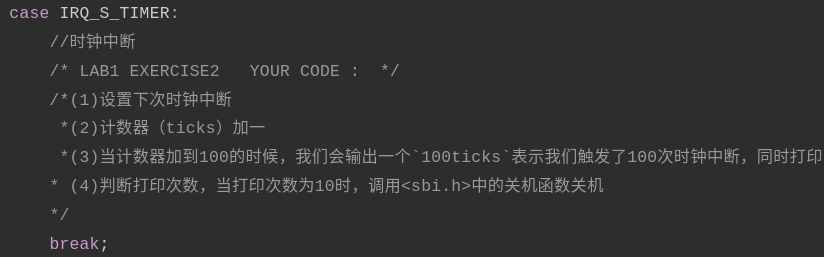 case IRQ_S_TIMER:
//时钟中断
/* LAB1 EXERCISE2   YOUR CODE :  */
/*(1)设置下次时钟中断
*(2)计数器（ticks）加一
*(3)当计数器加到100的时候，我们会输出一个`100ticks`表示我们触发了100次时钟中断，同时打印
* (4)判断打印次数，当打印次数为10时，调用<sbi.h>中的关机函数关机
*/
break;